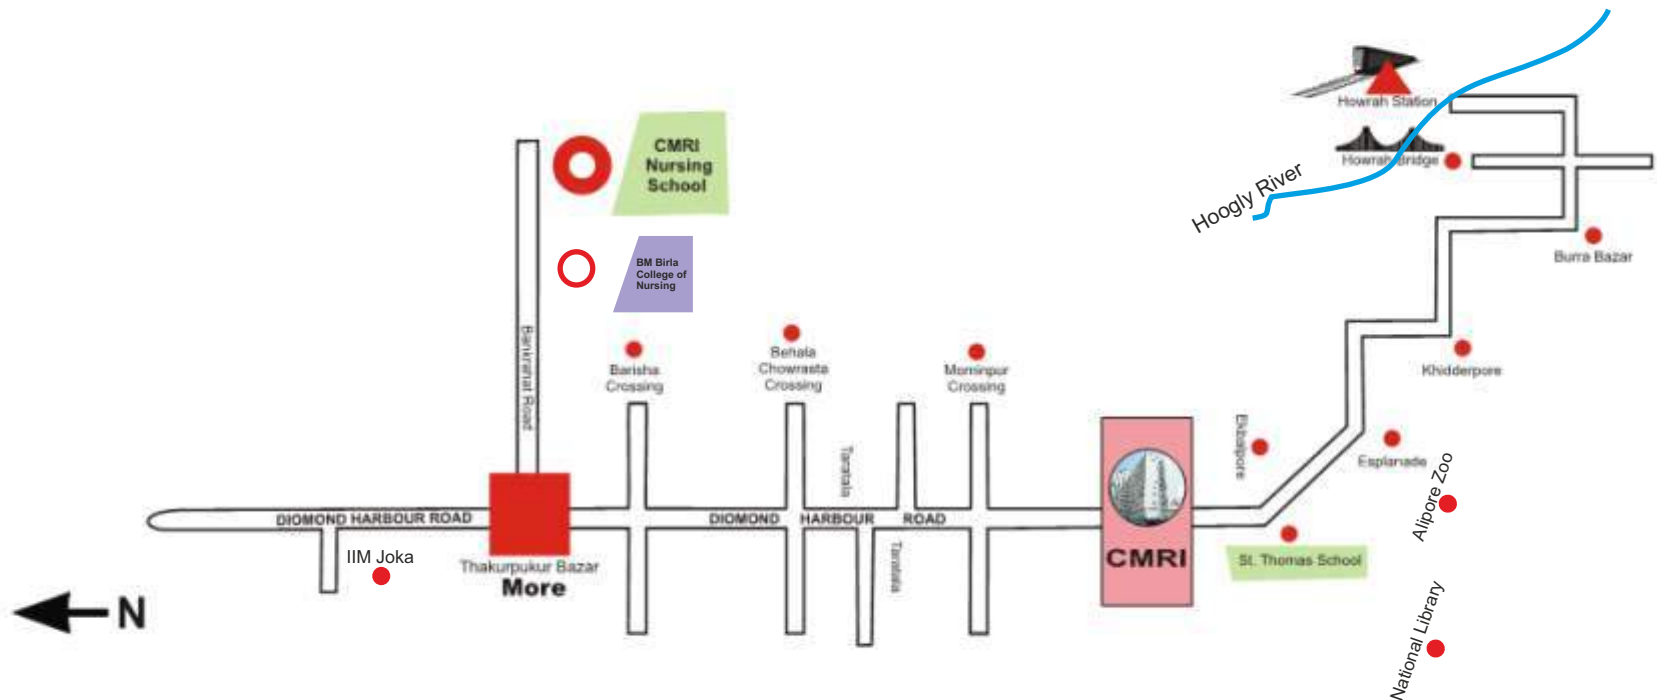 Howrah Station
Howrah Bridge
Hoogly River
Burra Bazar
CMRI
Nursing
School
BM Birla
College of
Nursing
Bankrahat Road
Barisha
Crossing
Behala
Chowrasta
Crossing
Mominpur
Crossing
Khidderpore
Ekbalpore
Esplanade
Taratala
Alipore Zoo
DIOMOND HARBOUR ROAD
DIOMOND HARBOUR ROAD
CMRI
St. Thomas School
IIM Joka
Thakurpukur Bazar
More
Taratala
National Library
N